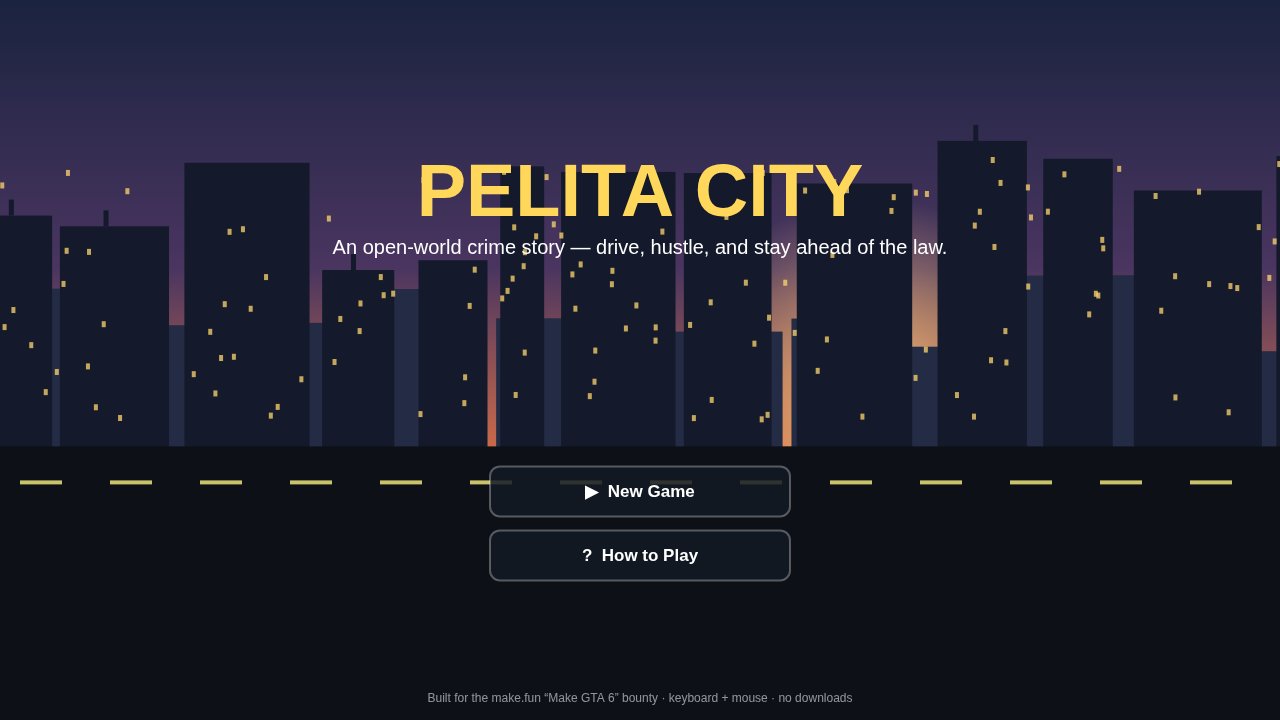 PELITA CITY
An open-world crime story — drive, hustle, and stay ahead of the law.
▶ New Game
? How to Play
Built for the make.fun “Make GTA 6” bounty · keyboard + mouse · no downloads